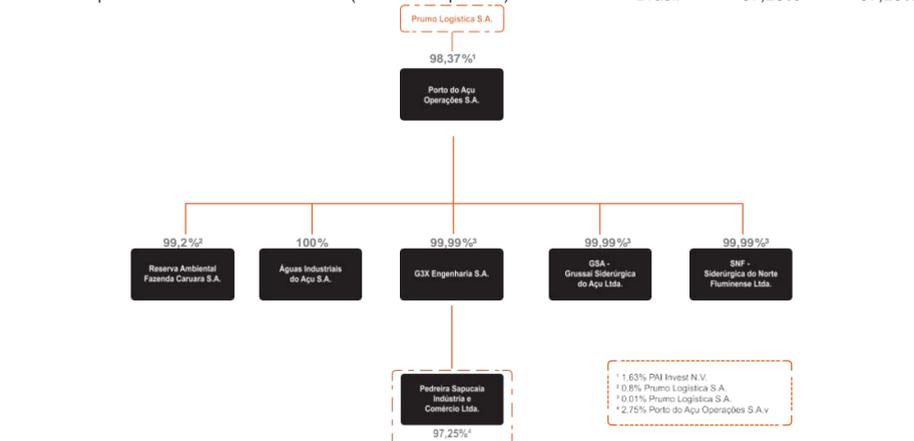 Prumo Logística S.A.
98,37%¹
Porto do Açu
Operações S.A.
99,2%²
100%
99,99%³
99,99%³
99,99%³
Reserva Ambiental
Fazenda Caruara S.A.
Águas Industriais
do Açu S.A.
G3X Engenharia S.A.
GSA -
Grussaí Siderúrgica
do Açu Ltda.
SNF -
Siderúrgica do Norte
Fluminense Ltda.
Pedreira Sapucaia
Indústria e
Comércio Ltda.
97,25%⁴
¹ 1,63% PAI Invest N.V.
² 0,8% Prumo Logística S.A.
³ 0,01% Prumo Logística S.A.
⁴ 2,75% Porto do Açu Operações S.A.v